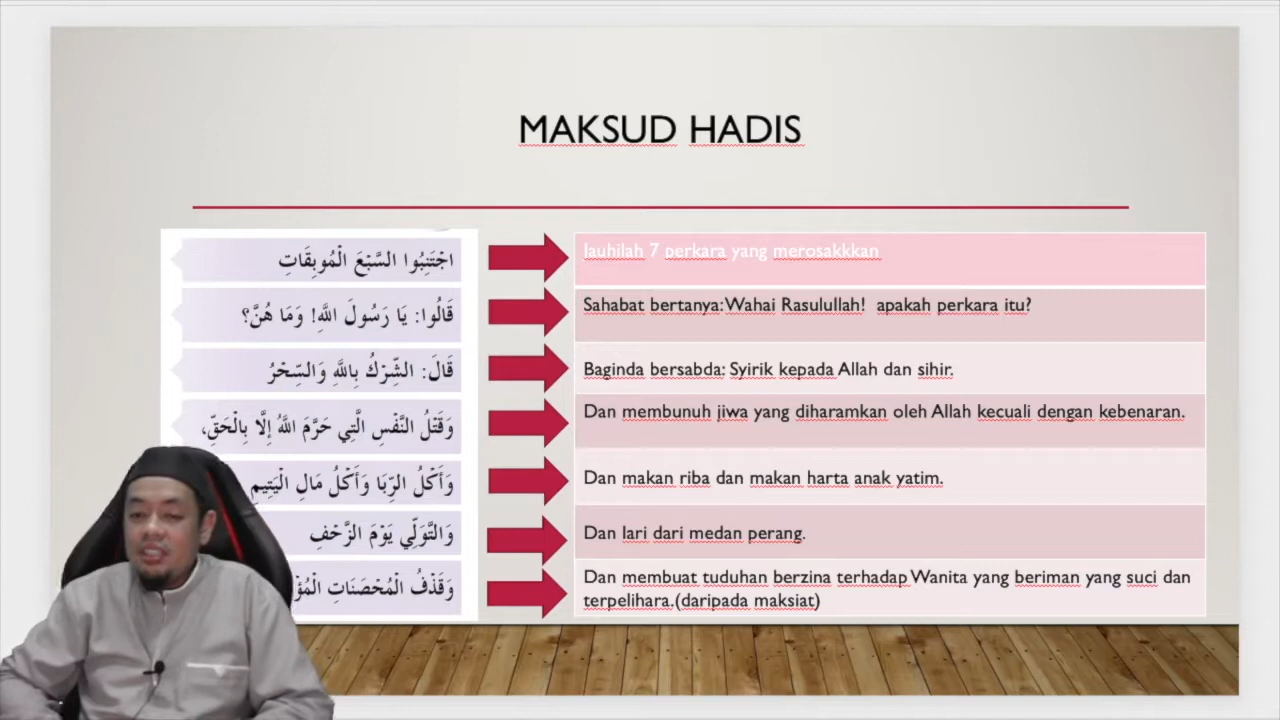 MAKSUD HADIS
اجْتَنِبُوا السَّبْعَ الْمُوبِقَاتِ
Jauhilah 7 perkara yang merosakkkan
قَالُوا: يَا رَسُولَ اللَّهِ! وَمَا هُنَّ؟
Sahabat bertanya: Wahai Rasulullah! apakah perkara itu?
قَالَ: الشِّرْكُ بِاللَّهِ وَالسِّحْرُ
Baginda bersabda: Syirik kepada Allah dan sihir.
وَقَتْلُ النَّفْسِ الَّتِي حَرَّمَ اللَّهُ إِلَّا بِالْحَقِّ،
Dan membunuh jiwa yang diharamkan oleh Allah kecuali dengan kebenaran.
وَأَكْلُ الرِّبَا وَأَكْلُ مَالِ الْيَتِيمِ
Dan makan riba dan makan harta anak yatim.
وَالتَّوَلِّي يَوْمَ الزَّحْفِ
Dan lari dari medan perang.
وَقَذْفُ الْمُحْصَنَاتِ
Dan membuat tuduhan berzina terhadap Wanita yang beriman yang suci dan
terpelihara.(daripada maksiat)